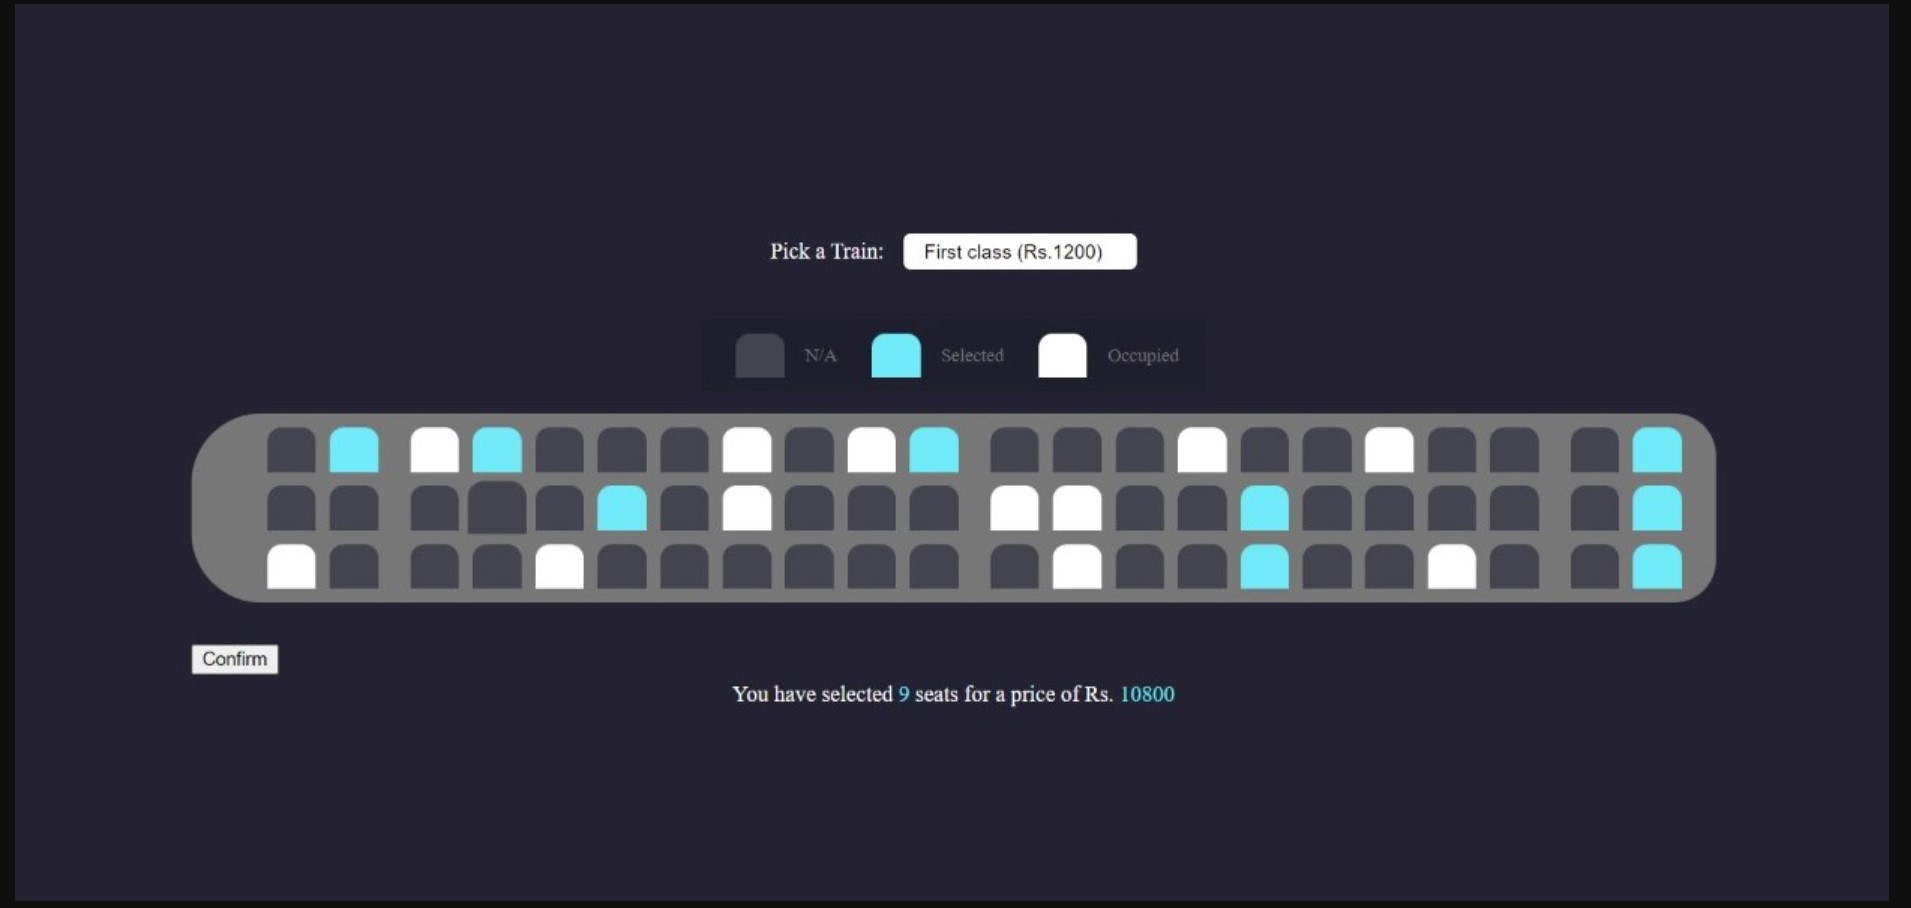 Pick a Train: First class (Rs.1200)
N/A Selected Occupied
Confirm
You have selected 9 seats for a price of Rs. 10800